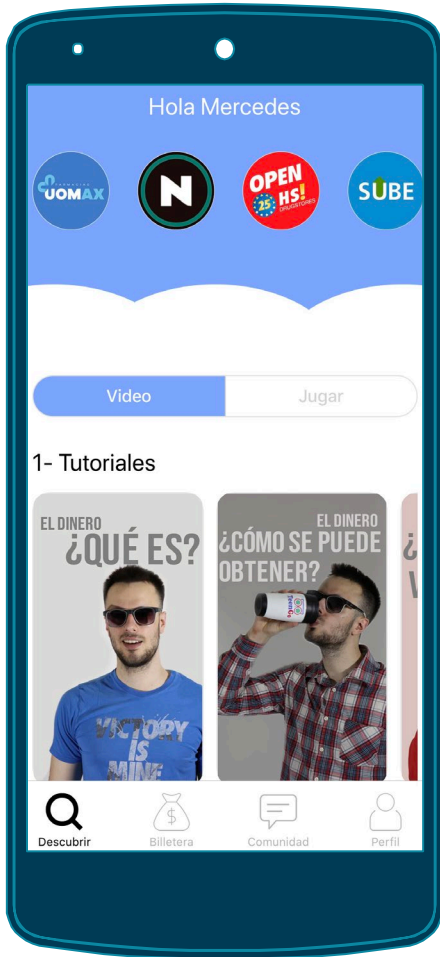 Hola Mercedes
UOMAX
N
OPEN
25 HS!
DRUGSTORES
SUBE
Video
Jugar
1- Tutoriales
EL DINERO
¿QUÉ ES?
EL DINERO
¿CÓMO SE PUEDE
OBTENER?
¿
VICTORY
IS
MINE
Descubrir
Billetera
$
Comunidad
Perfil